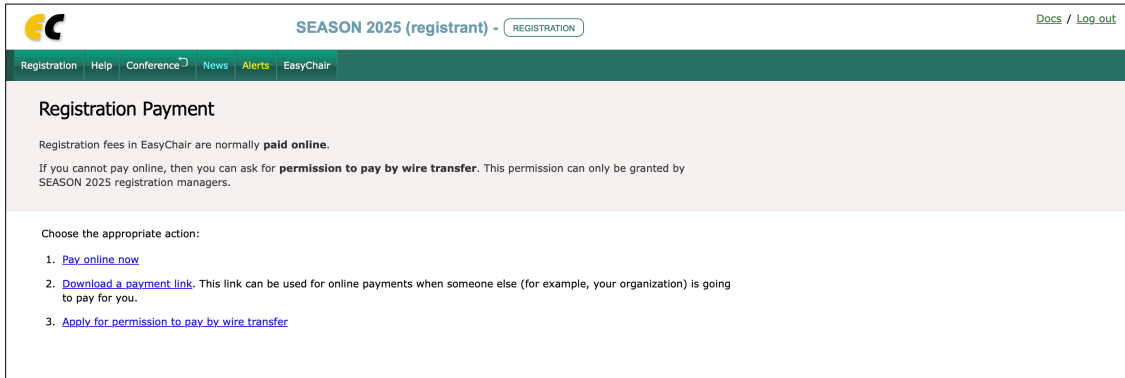 EC
SEASON 2025 (registrant) - REGISTRATION
Docs / Log out
Registration Help Conference News Alerts EasyChair
Registration Payment
Registration fees in EasyChair are normally paid online.
If you cannot pay online, then you can ask for permission to pay by wire transfer. This permission can only be granted by
SEASON 2025 registration managers.
Choose the appropriate action:
1. Pay online now
2. Download a payment link. This link can be used for online payments when someone else (for example, your organization) is going
to pay for you.
3. Apply for permission to pay by wire transfer